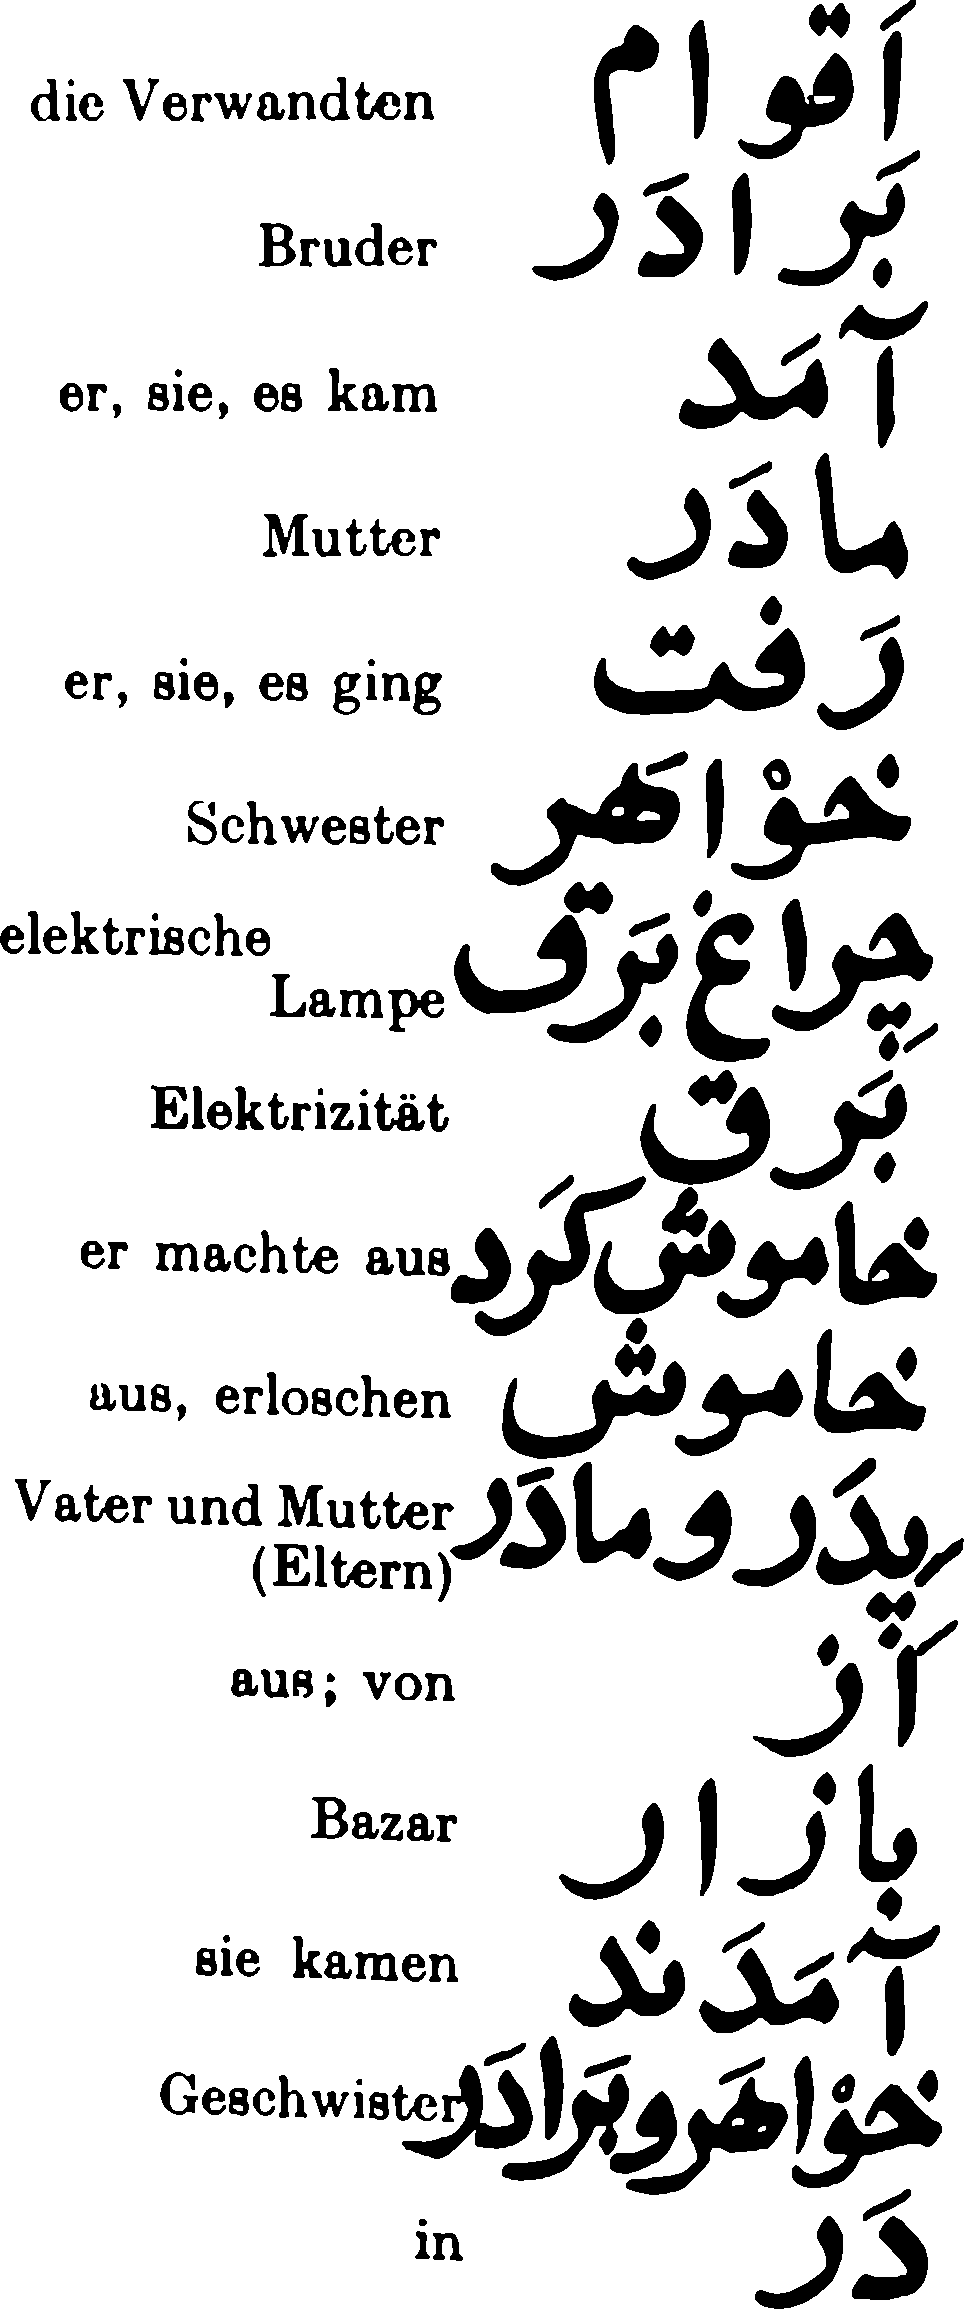 die Verwandten اَقوام
Bruder بَرادَر
er, sie, es kam آمَد
Mutter مادَر
er, sie, es ging رَفت
Schwester خوْاهَر
elektrische
Lampe چراغ بَرق
Elektrizität بَرق
er machte aus خاموش کَرد
aus, erloschen خاموش
Vater und Mutter پِدَر و مادَر
(Eltern)
aus; von اَز
Bazar بازار
sie kamen آمَدَند
Geschwister خوْاهَر و بَرادَر
in دَر